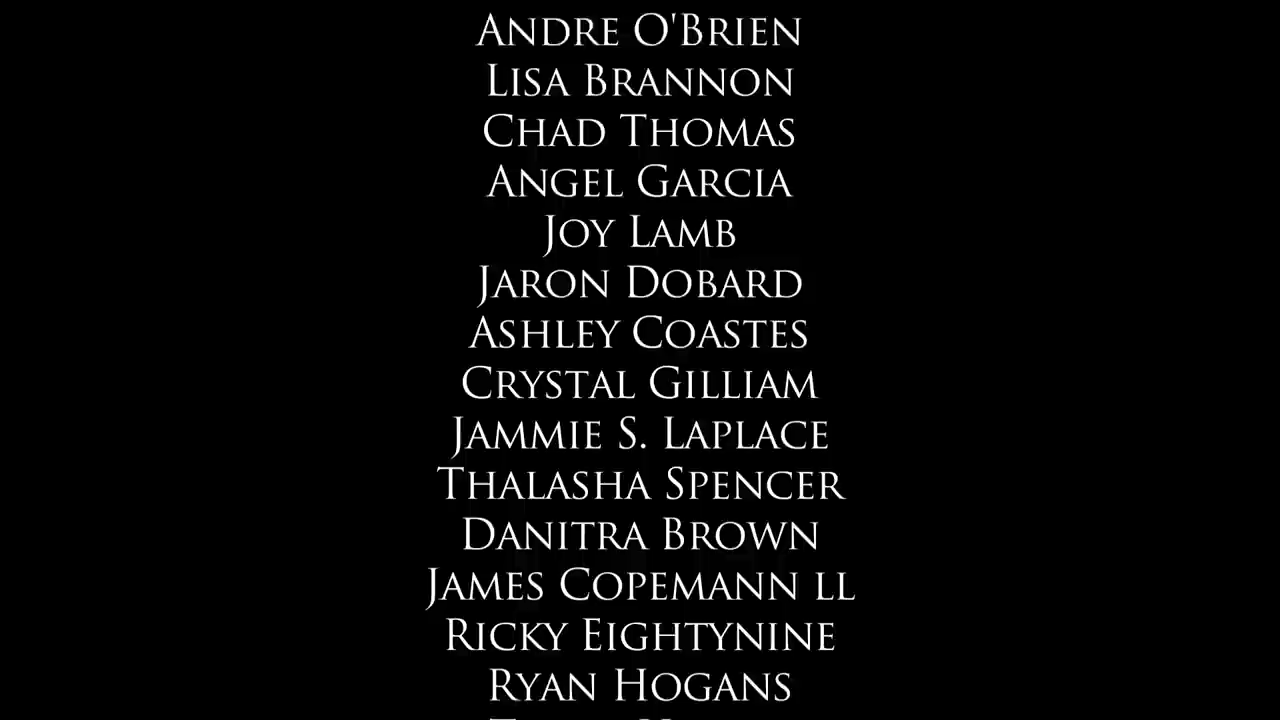 Andre O'Brien
Lisa Brannon
Chad Thomas
Angel Garcia
Joy Lamb
Jaron Dobard
Ashley Coastes
Crystal Gilliam
Jammie S. Laplace
Thalasha Spencer
Danitra Brown
James Copemann ll
Ricky Eightynine
Ryan Hogans